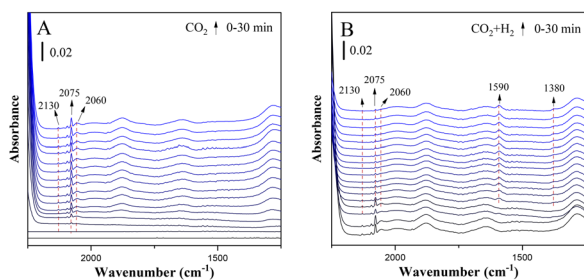 A
CO₂ ↑ 0-30 min
0.02
2130
2075
2060
Absorbance
2000
1500
Wavenumber (cm⁻¹)
B
CO₂+H₂ ↑ 0-30 min
0.02
2130
2075
2060
1590
1380
Absorbance
2000
1500
Wavenumber (cm⁻¹)